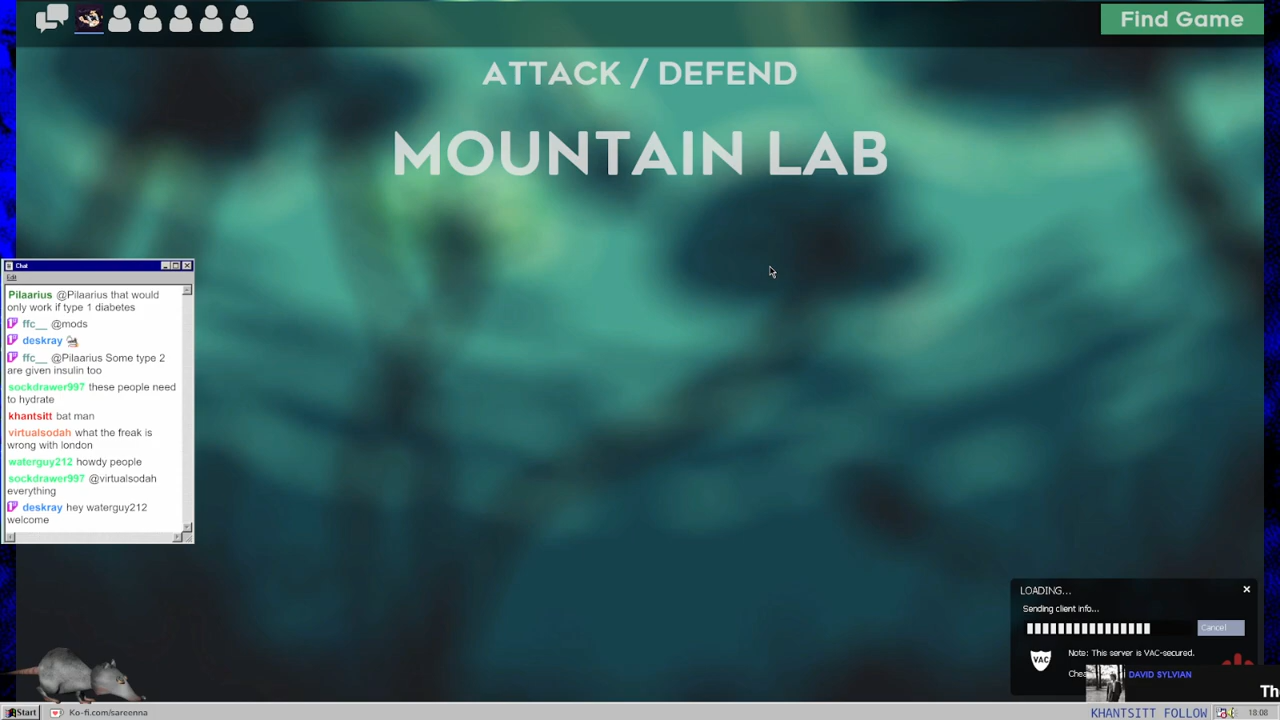 Find Game
ATTACK / DEFEND
MOUNTAIN LAB
Chat
Edit
Pilaarius @Pilaarius that would
only work if type 1 diabetes
ffc__ @mods
deskray
ffc__ @Pilaarius Some type 2
are given insulin too
sockdrawer997 these people need
to hydrate
khantsitt bat man
virtualsodah what the freak is
wrong with london
waterguy212 howdy people
sockdrawer997 @virtualsodah
everything
deskray hey waterguy212
welcome
LOADING...
Sending client info...
Cancel
VAC
Note: This server is VAC-secured.
Chea
DAVID SYLVIAN
Th
Start
Ko-fi.com/sareenna
KHANTSITT FOLLOW
18:08